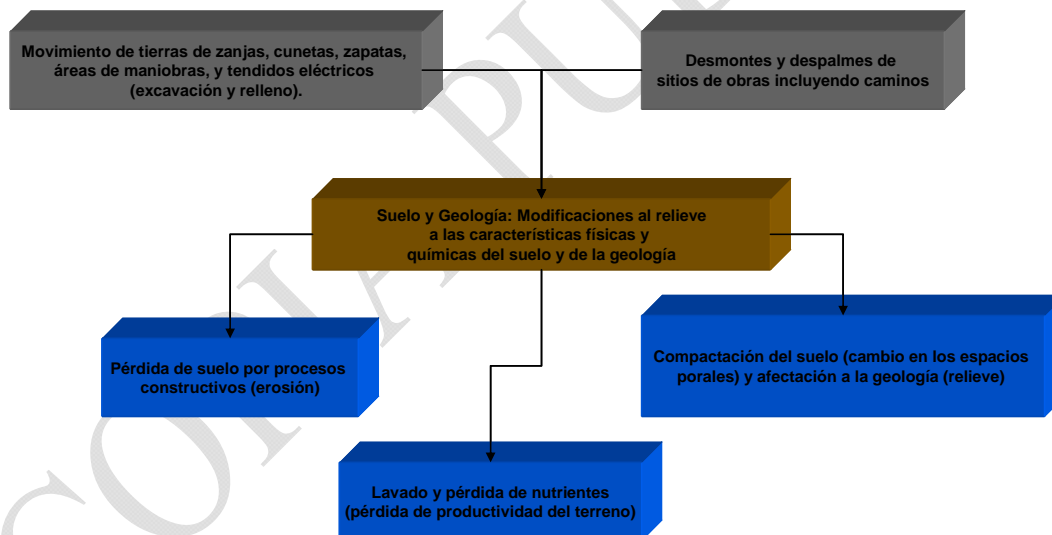 Movimiento de tierras de zanjas, cunetas, zapatas,
áreas de maniobras, y tendidos eléctricos
(excavación y relleno).
Desmontes y despalmes de
sitios de obras incluyendo caminos
Suelo y Geología: Modificaciones al relieve
a las características físicas y
químicas del suelo y de la geología
Pérdida de suelo por procesos
constructivos (erosión)
Compactación del suelo (cambio en los espacios
porales) y afectación a la geología (relieve)
Lavado y pérdida de nutrientes
(pérdida de productividad del terreno)
COPIA PU